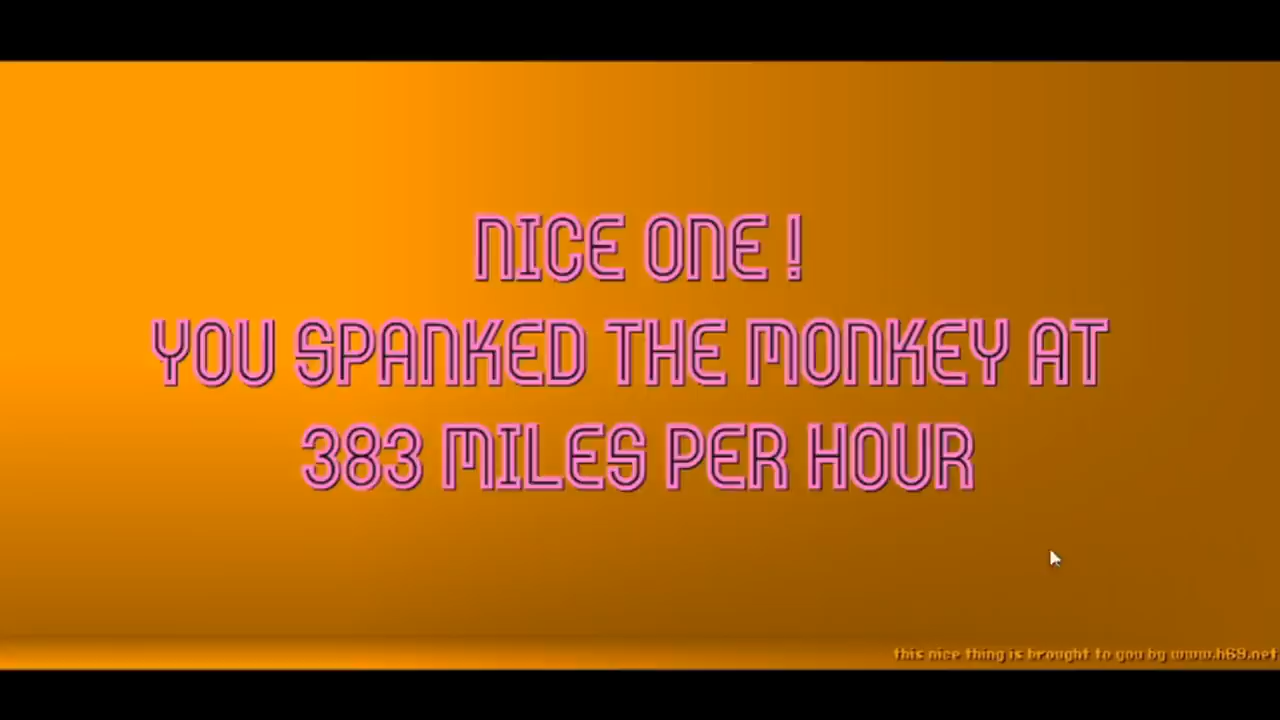 NICE ONE !
YOU SPANKED THE MONKEY AT
383 MILES PER HOUR
this nice thing is brought to you by www.h69.net